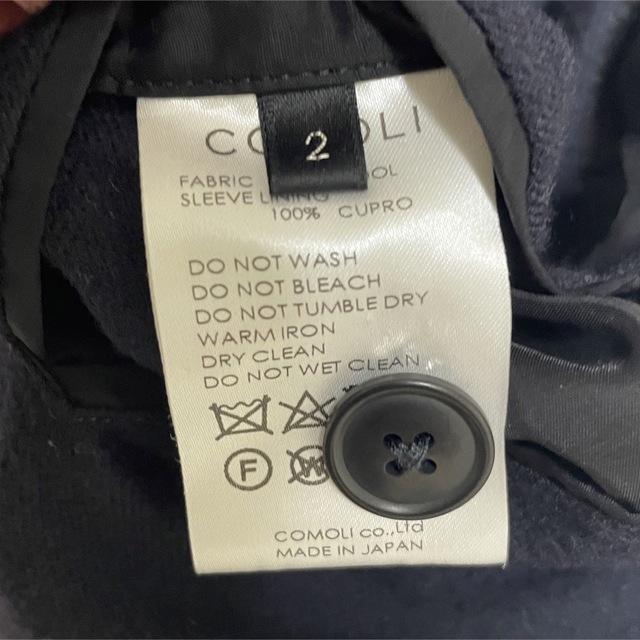 2
FABRIC
SLEEVE LINING
100% CUPRO
DO NOT WASH
DO NOT BLEACH
DO NOT TUMBLE DRY
WARM IRON
DRY CLEAN
DO NOT WET CLEAN
F
W
COMOLI co.,Ltd
MADE IN JAPAN